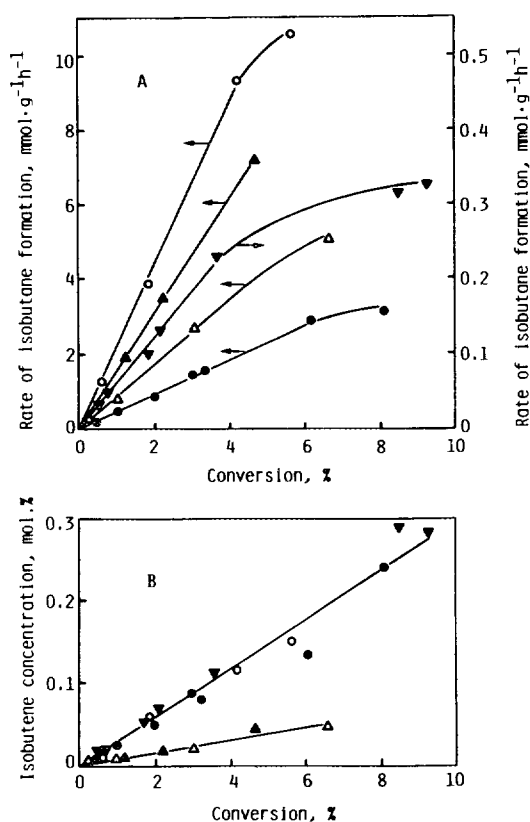 A
Rate of isobutane formation, mmol·g⁻¹h⁻¹
10
8
6
4
2
0
0.5
0.4
0.3
0.2
0.1
0
Rate of isobutane formation, mmol·g⁻¹h⁻¹
0 2 4 6 8 10
Conversion, %
B
Isobutene concentration, mol.%
0.3
0.2
0.1
0
0 2 4 6 8 10
Conversion, %